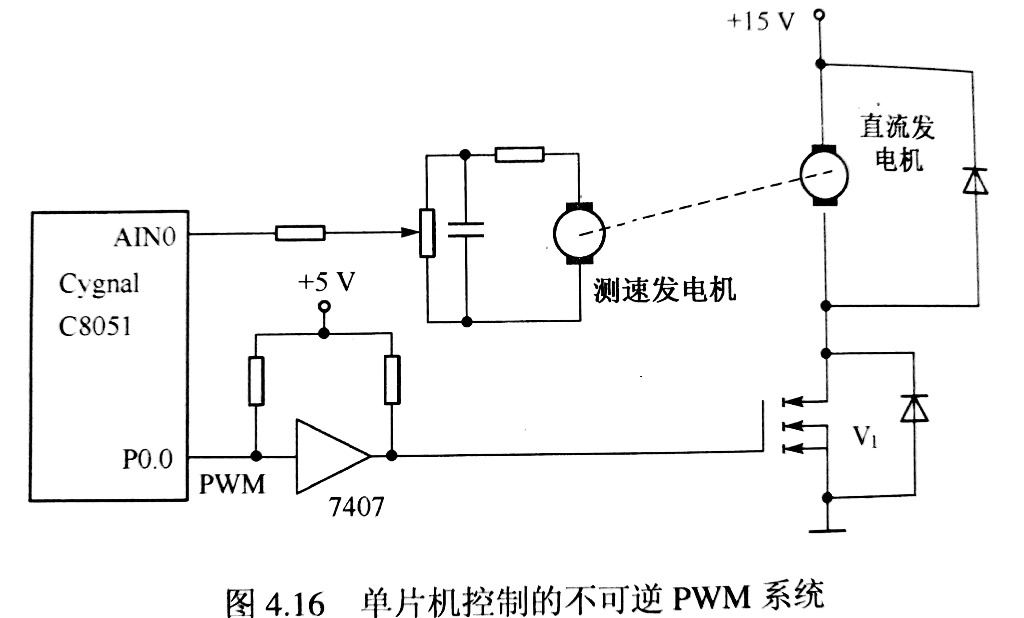 +15 V
直流发
电机
AIN0
Cygnal
C8051
+5 V
测速发电机
P0.0
PWM
7407
V₁
图 4.16 单片机控制的不可逆 PWM 系统